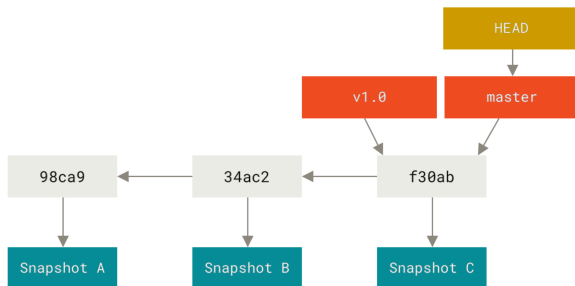 HEAD
v1.0
master
98ca9
34ac2
f30ab
Snapshot A
Snapshot B
Snapshot C